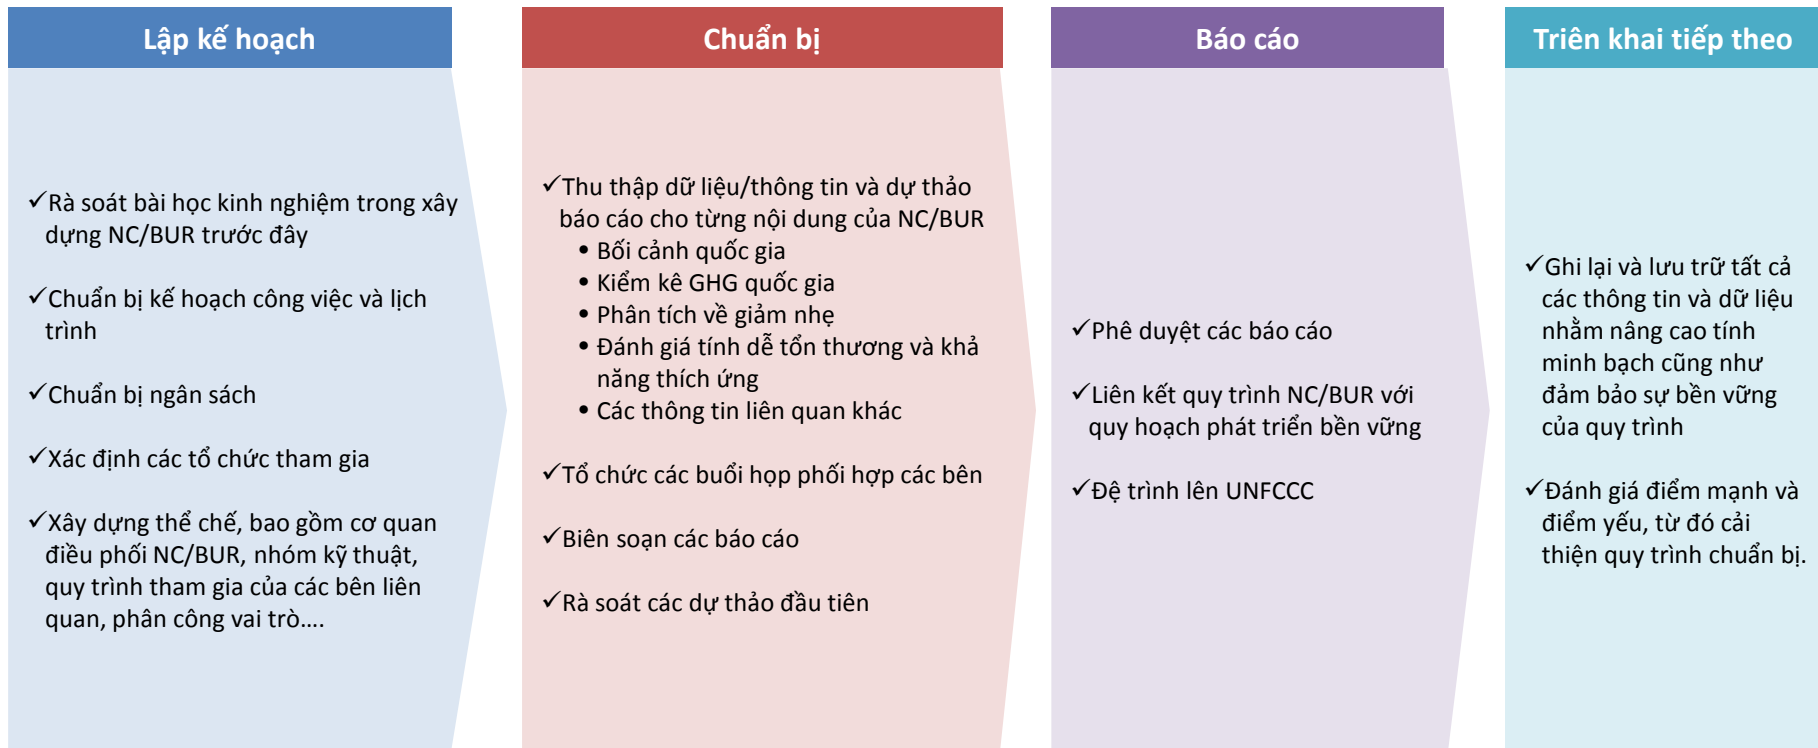 Lập kế hoạch
✓Rà soát bài học kinh nghiệm trong xây
dựng NC/BUR trước đây
✓Chuẩn bị kế hoạch công việc và lịch
trình
✓Chuẩn bị ngân sách
✓Xác định các tổ chức tham gia
✓Xây dựng thể chế, bao gồm cơ quan
điều phối NC/BUR, nhóm kỹ thuật,
quy trình tham gia của các bên liên
quan, phân công vai trò....
Chuẩn bị
✓Thu thập dữ liệu/thông tin và dự thảo
báo cáo cho từng nội dung của NC/BUR
• Bối cảnh quốc gia
• Kiểm kê GHG quốc gia
• Phân tích về giảm nhẹ
• Đánh giá tính dễ tổn thương và khả
năng thích ứng
• Các thông tin liên quan khác
✓Tổ chức các buổi họp phối hợp các bên
✓Biên soạn các báo cáo
✓Rà soát các dự thảo đầu tiên
Báo cáo
✓Phê duyệt các báo cáo
✓Liên kết quy trình NC/BUR với
quy hoạch phát triển bền vững
✓Đệ trình lên UNFCCC
Triên khai tiếp theo
✓Ghi lại và lưu trữ tất cả
các thông tin và dữ liệu
nhằm nâng cao tính
minh bạch cũng như
đảm bảo sự bền vững
của quy trình
✓Đánh giá điểm mạnh và
điểm yếu, từ đó cải
thiện quy trình chuẩn bị.